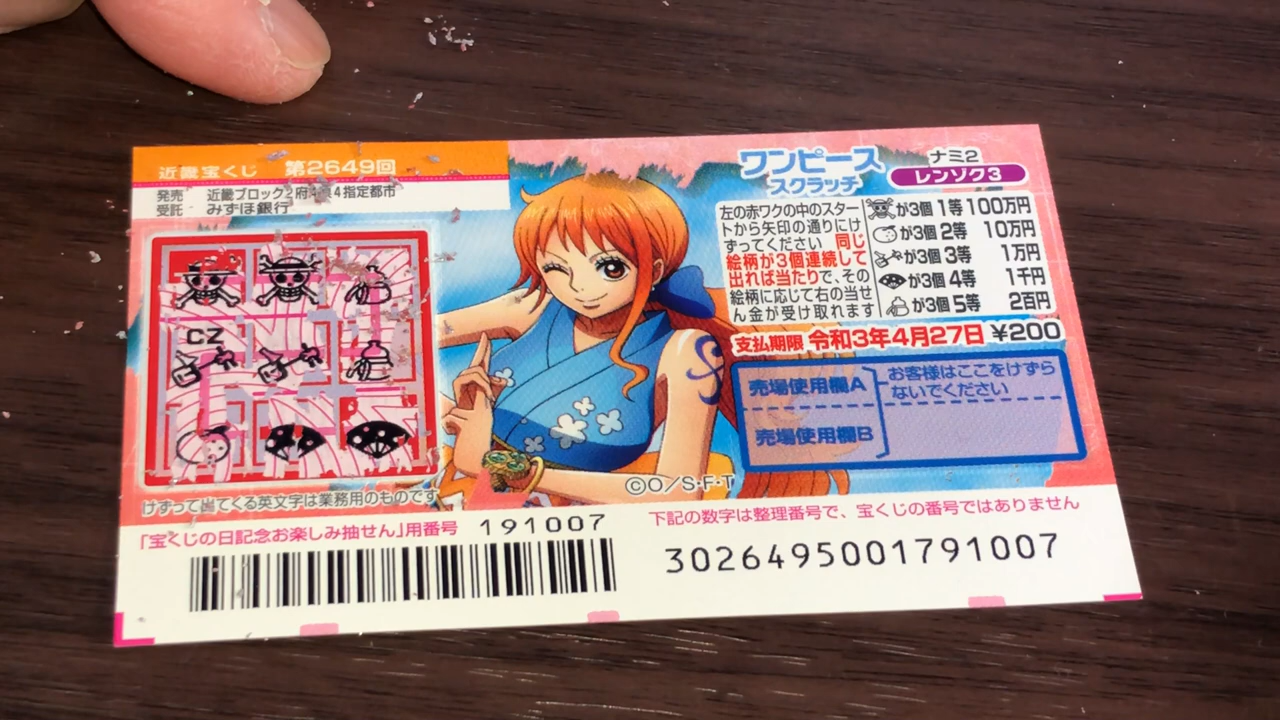 近畿宝くじ 第2649回
発売 近畿ブロック2府4県4指定都市
受託 みずほ銀行
CZ
けずって出てくる英文字は業務用のものです
ワンピース
スクラッチ
ナミ2
レンゾク3
左の赤ワクの中のスター
トから矢印の通りにけ
ずってください 同じ
絵柄が3個連続して
出れば当たりで、その
絵柄に応じて右の当せ
ん金が受け取れます
が3個 1等 100万円
が3個 2等 10万円
が3個 3等 1万円
が3個 4等 1千円
が3個 5等 2百円
支払期限 令和3年4月27日 ¥200
売場使用欄A
お客様はここをけずら
ないでください
売場使用欄B
©O/S・F・T
「宝くじの日記念お楽しみ抽せん」用番号 191007
下記の数字は整理番号で、宝くじの番号ではありません
3026495001791007